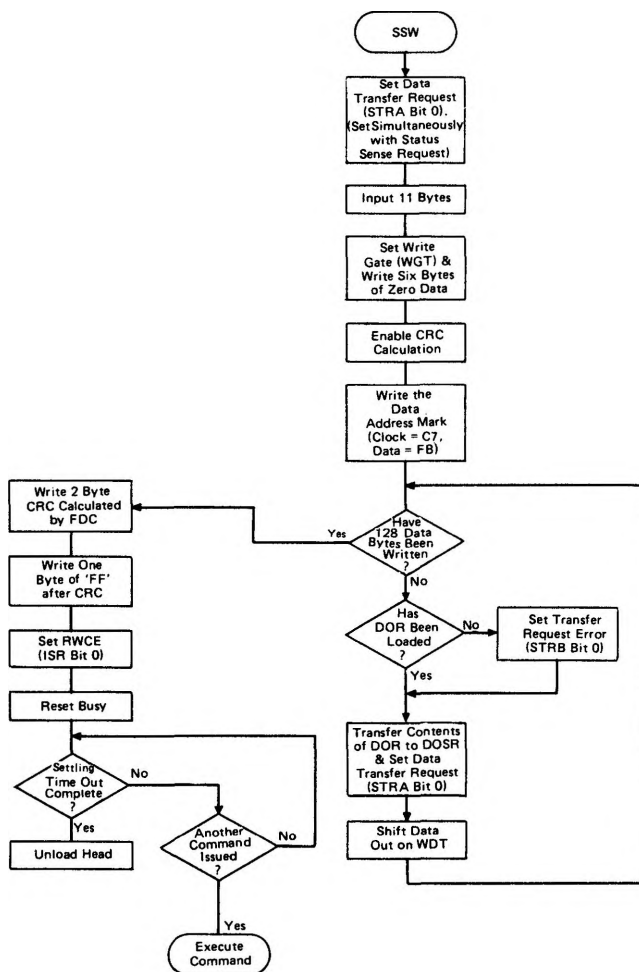 SSW
Set Data
Transfer Request
(STRA Bit 0),
(Set Simultaneously
with Status
Sense Request)
Input 11 Bytes
Set Write
Gate (WGT) &
Write Six Bytes
of Zero Data
Enable CRC
Calculation
Write the
Data
Address Mark
(Clock = C7,
Data = FB)
Have
128 Data
Bytes Been
Written
?
Yes
No
Write 2 Byte
CRC Calculated
by FDC
Write One
Byte of 'FF'
after CRC
Set RWCE
(ISR Bit 0)
Reset Busy
Settling
Time Out
Complete
?
No
Yes
Unload Head
Another
Command
Issued
?
No
Yes
Execute
Command
Has
DOR Been
Loaded
?
No
Yes
Set Transfer
Request Error
(STRB Bit 0)
Transfer Contents
of DOR to DOSR
& Set Data
Transfer Request
(STRA Bit 0)
Shift Data
Out on WDT